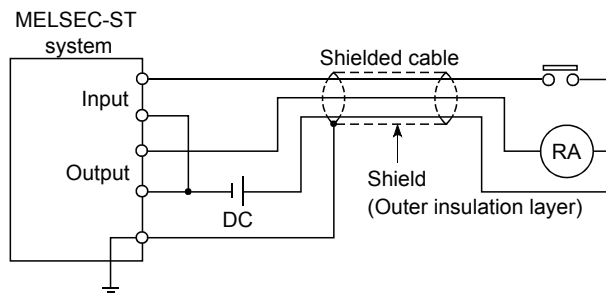 MELSEC-ST
system
Shielded cable
Input
Output
RA
DC
Shield
(Outer insulation layer)